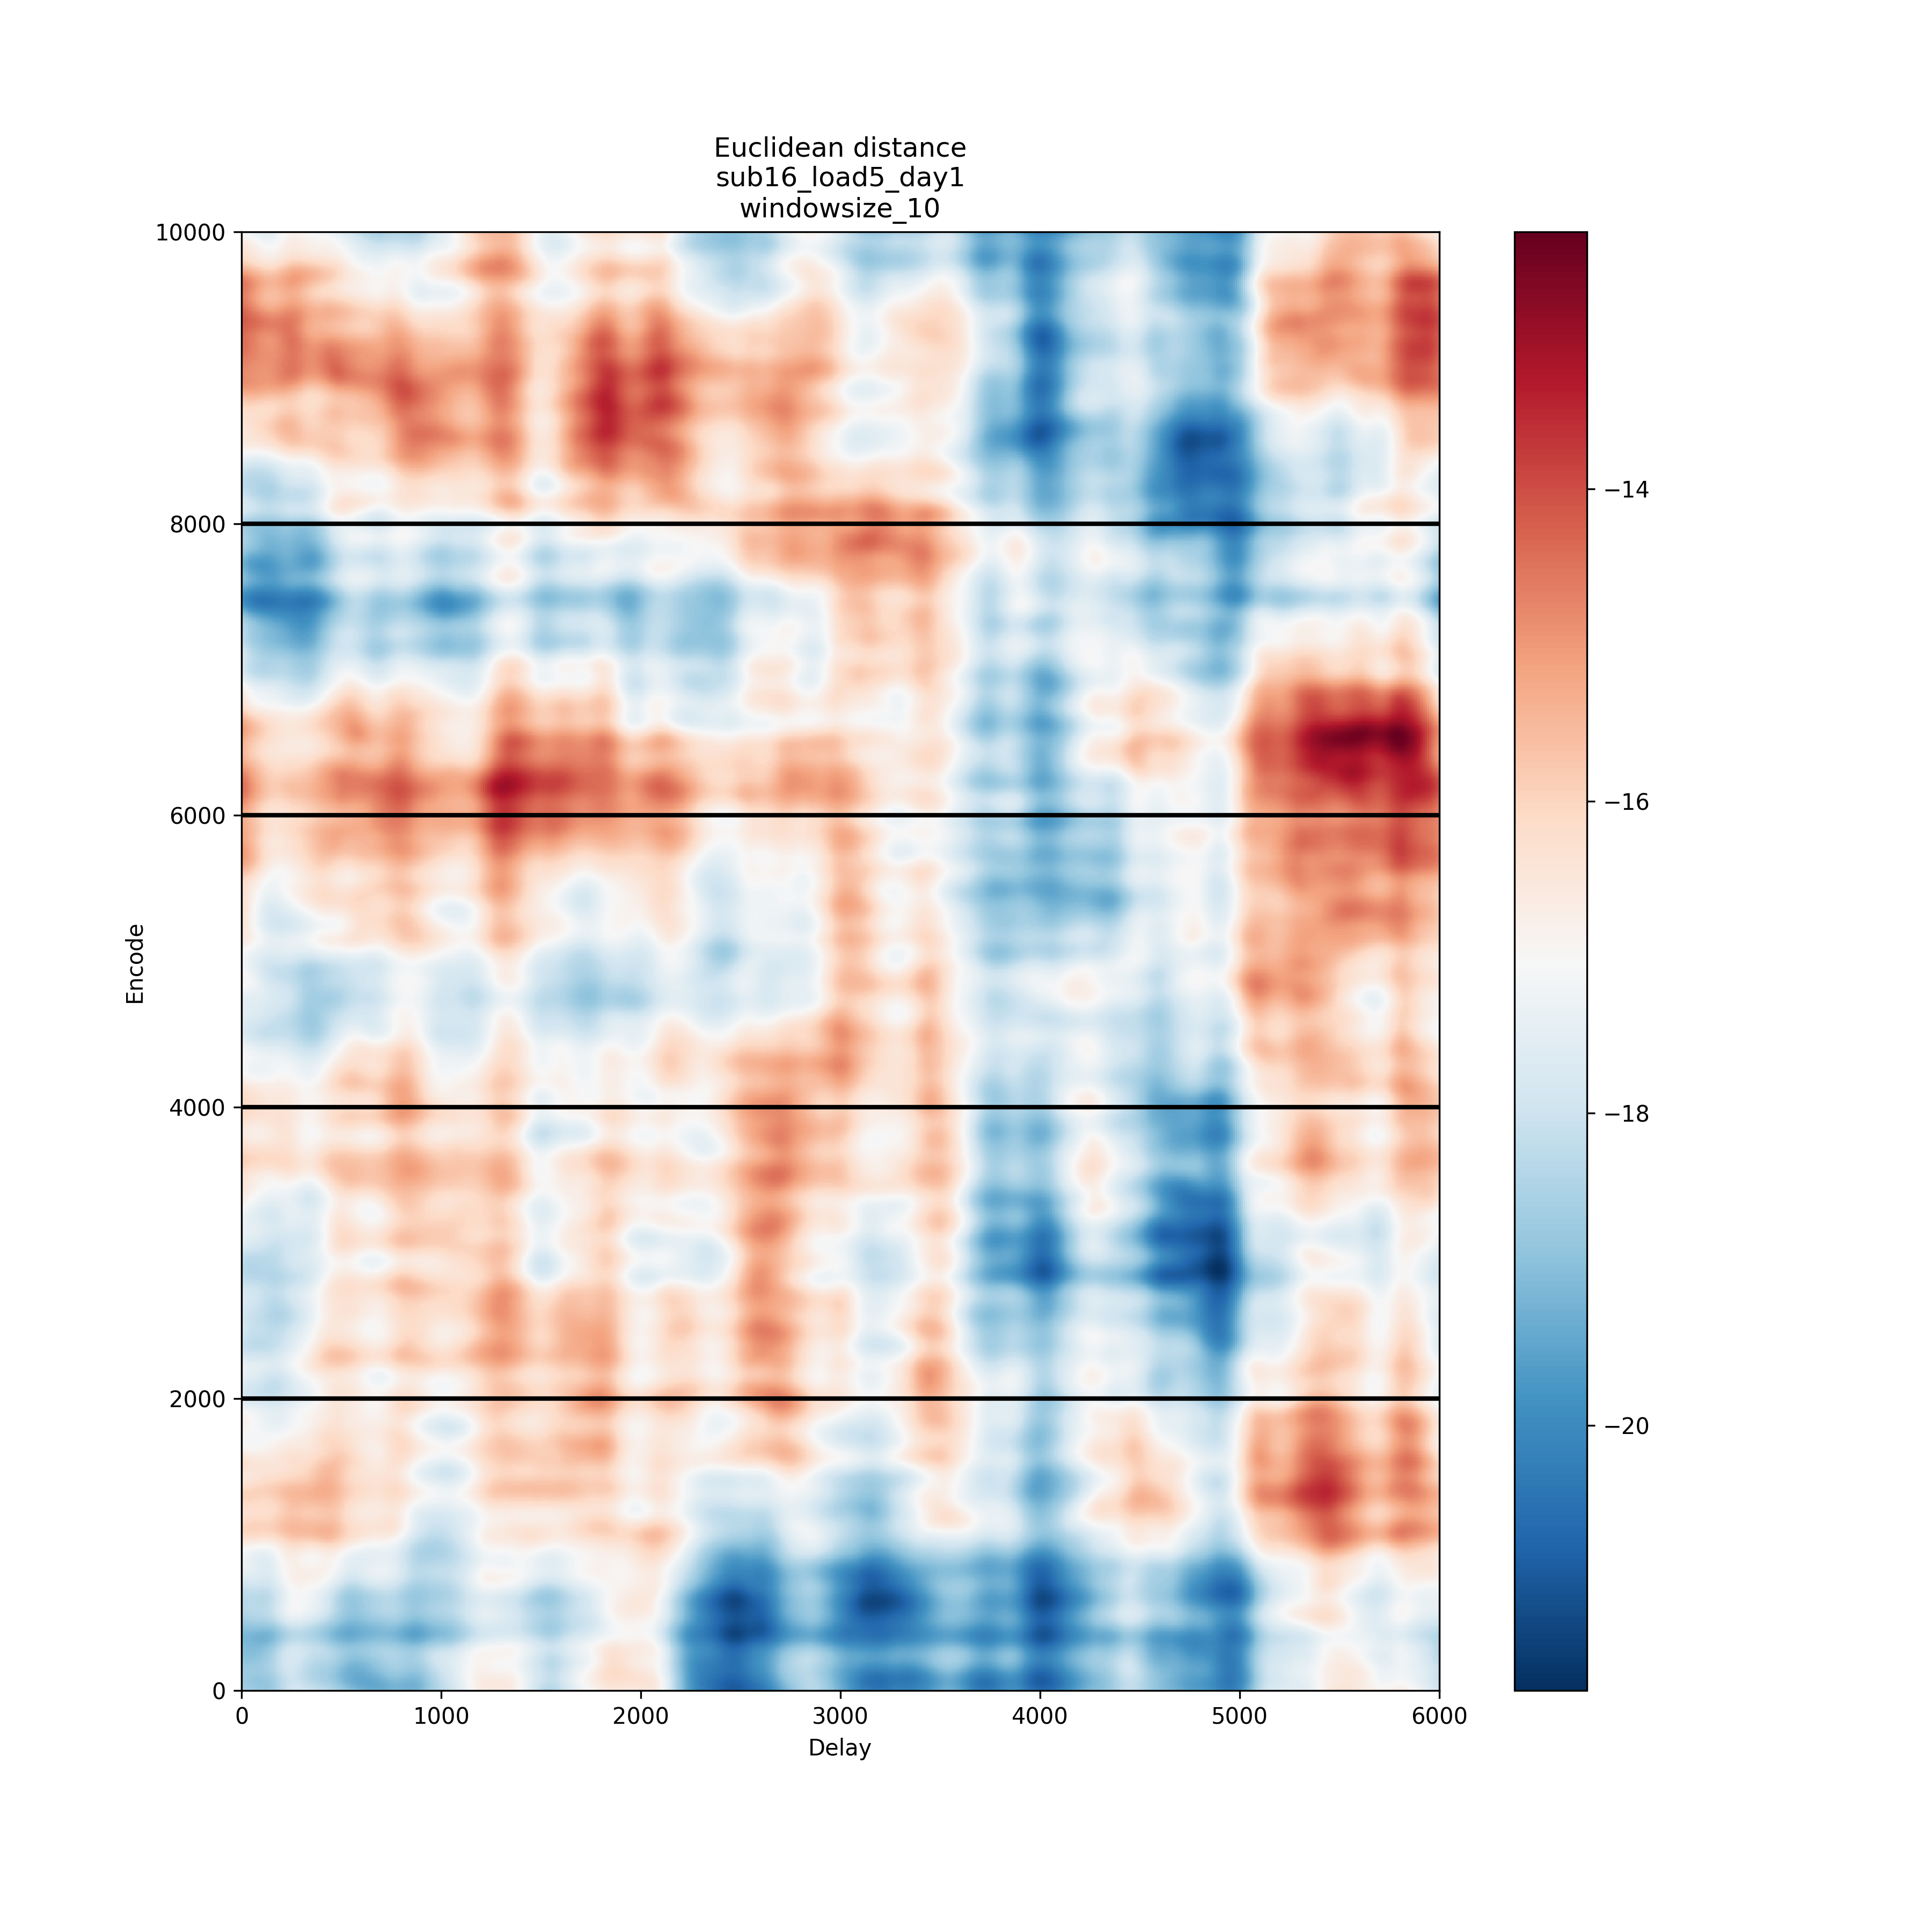 Euclidean distance
sub16_load5_day1
windowsize_10
10000
8000
6000
4000
2000
0
Encode
0 1000 2000 3000 4000 5000 6000
Delay
−14
−16
−18
−20